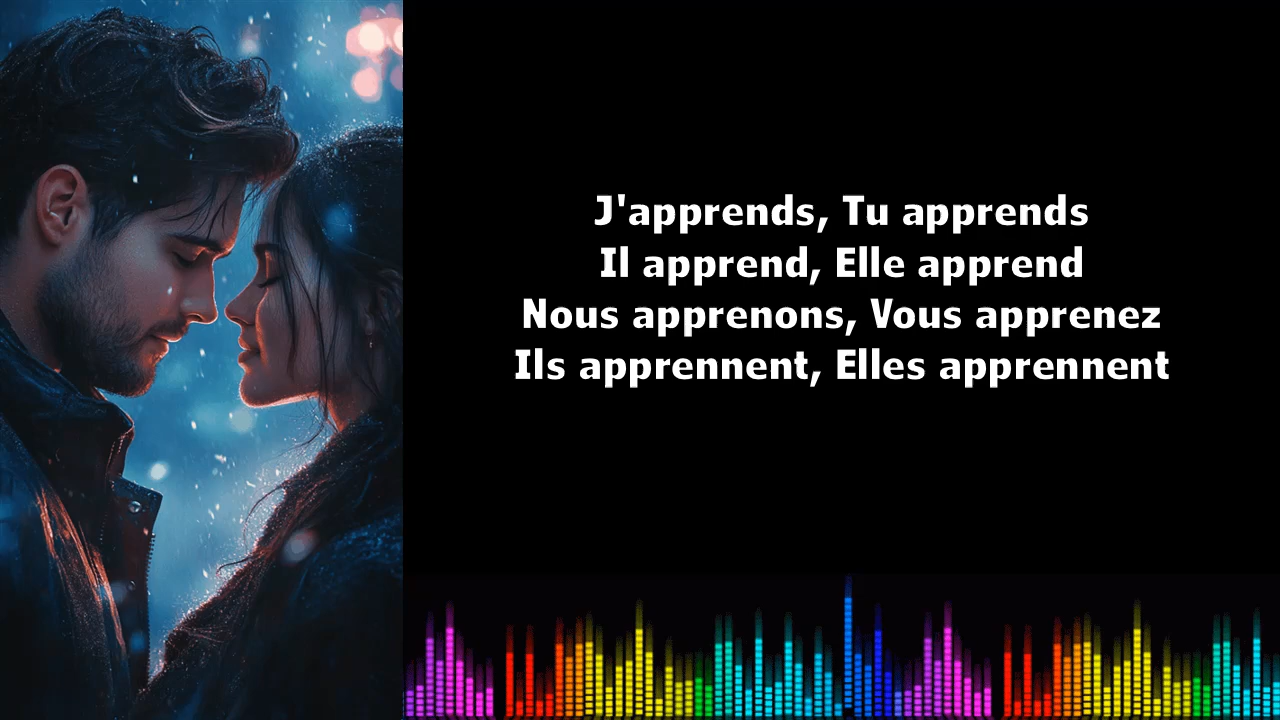 J'apprends, Tu apprends
Il apprend, Elle apprend
Nous apprenons, Vous apprenez
Ils apprennent, Elles apprennent